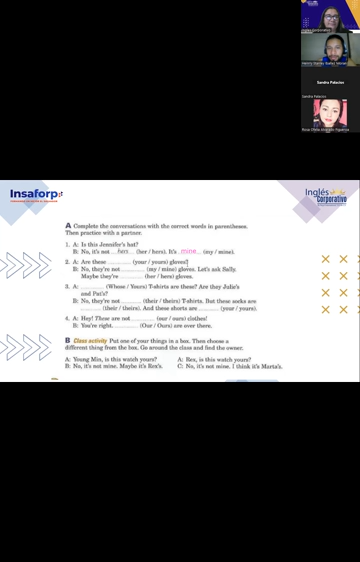 Inglés Corporativo
Sandra Palacios
Sandra Palacios
Insaforp
Inglés
Corporativo
A Complete the conversations with the correct words in parentheses.
Then practice with a partner.
1. A: Is this Jennifer's hat?
B: No, it's not hers (her / hers). It's mine (my / mine).
2. A: Are these (your / yours) gloves?
B: No, they're not (my / mine) gloves. Let's ask Sally.
Maybe they're (her / hers) gloves.
3. A: (Whose / Yours) T-shirts are these? Are they Julie's
and Pat's?
B: No, they're not (their / theirs) T-shirts. But these socks are
(their / theirs). And these shorts are (your / yours).
4. A: Hey! These are not (our / ours) clothes!
B: You're right. (Our / Ours) are over there.
B Class activity Put one of your things in a box. Then choose a
different thing from the box. Go around the class and find the owner.
A: Young Min, is this watch yours? A: Rex, is this watch yours?
B: No, it's not mine. Maybe it's Rex's. C: No, it's not mine. I think it's Marta's.